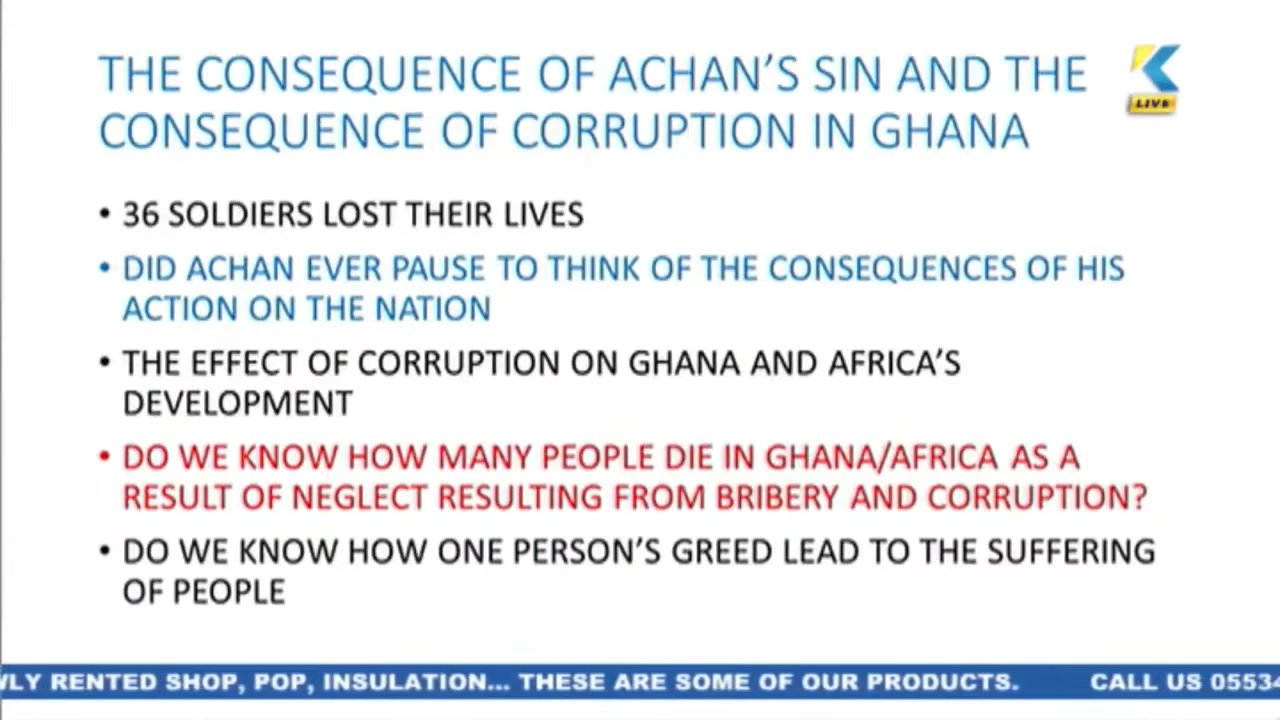 THE CONSEQUENCE OF ACHAN'S SIN AND THE
CONSEQUENCE OF CORRUPTION IN GHANA
LIVE
• 36 SOLDIERS LOST THEIR LIVES
• DID ACHAN EVER PAUSE TO THINK OF THE CONSEQUENCES OF HIS
ACTION ON THE NATION
• THE EFFECT OF CORRUPTION ON GHANA AND AFRICA'S
DEVELOPMENT
• DO WE KNOW HOW MANY PEOPLE DIE IN GHANA/AFRICA AS A
RESULT OF NEGLECT RESULTING FROM BRIBERY AND CORRUPTION?
• DO WE KNOW HOW ONE PERSON'S GREED LEAD TO THE SUFFERING
OF PEOPLE
RENTED SHOP, POP, INSULATION... THESE ARE SOME OF OUR PRODUCTS. CALL US